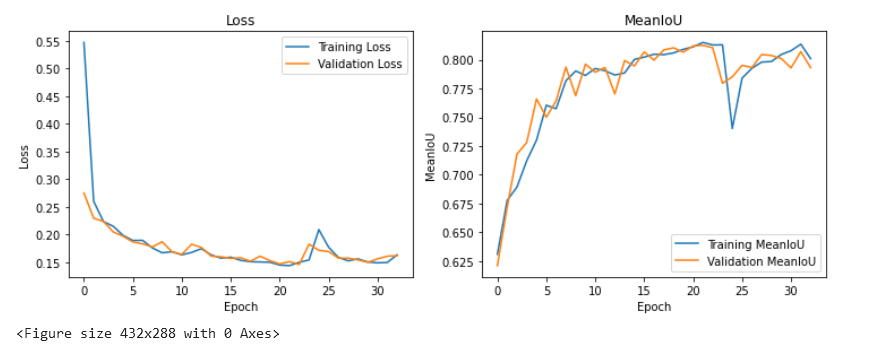 Loss
0.55
0.50
0.45
0.40
0.35
0.30
0.25
0.20
0.15
Loss
Training Loss
Validation Loss
0 5 10 15 20 25 30
Epoch
MeanIoU
0.800
0.775
0.750
0.725
0.700
0.675
0.650
0.625
MeanIoU
Training MeanIoU
Validation MeanIoU
0 5 10 15 20 25 30
Epoch
<Figure size 432x288 with 0 Axes>